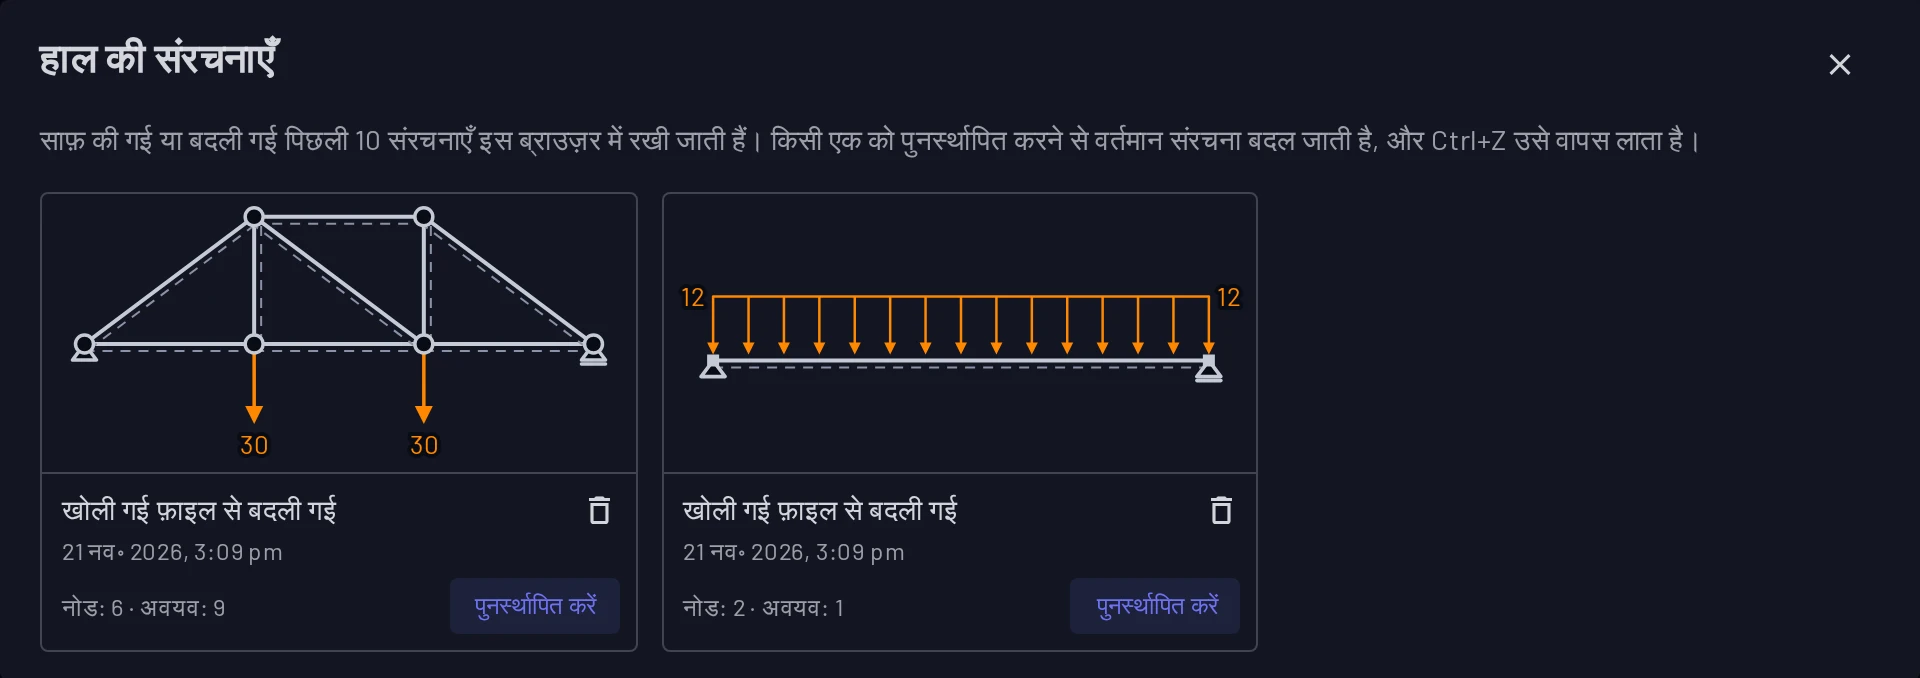 हाल की संरचनाएँ
साफ़ की गई या बदली गई पिछली 10 संरचनाएँ इस ब्राउज़र में रखी जाती हैं। किसी एक को पुनर्स्थापित करने से वर्तमान संरचना बदल जाती है, और Ctrl+Z उसे वापस लाता है।
30 30
खोली गई फ़ाइल से बदली गई
21 नव॰ 2026, 3:09 pm
नोड: 6 · अवयव: 9
पुनर्स्थापित करें
12 12
खोली गई फ़ाइल से बदली गई
21 नव॰ 2026, 3:09 pm
नोड: 2 · अवयव: 1
पुनर्स्थापित करें